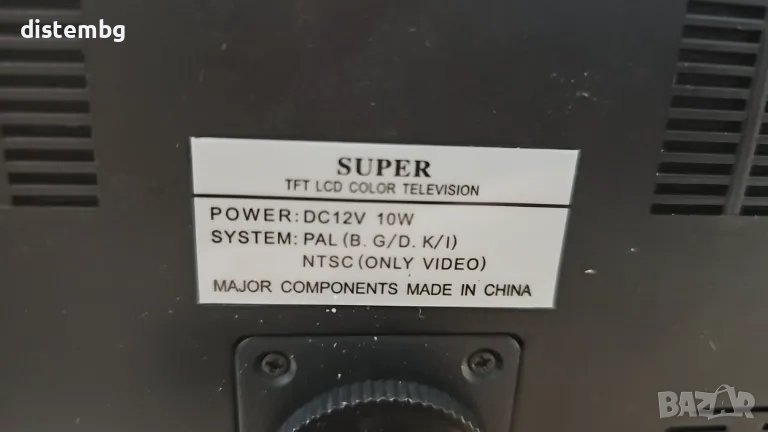 distembg
SUPER
TFT LCD COLOR TELEVISION
POWER: DC12V 10W
SYSTEM: PAL (B. G/D. K/I)
NTSC (ONLY VIDEO)
MAJOR COMPONENTS MADE IN CHINA
BAZAR